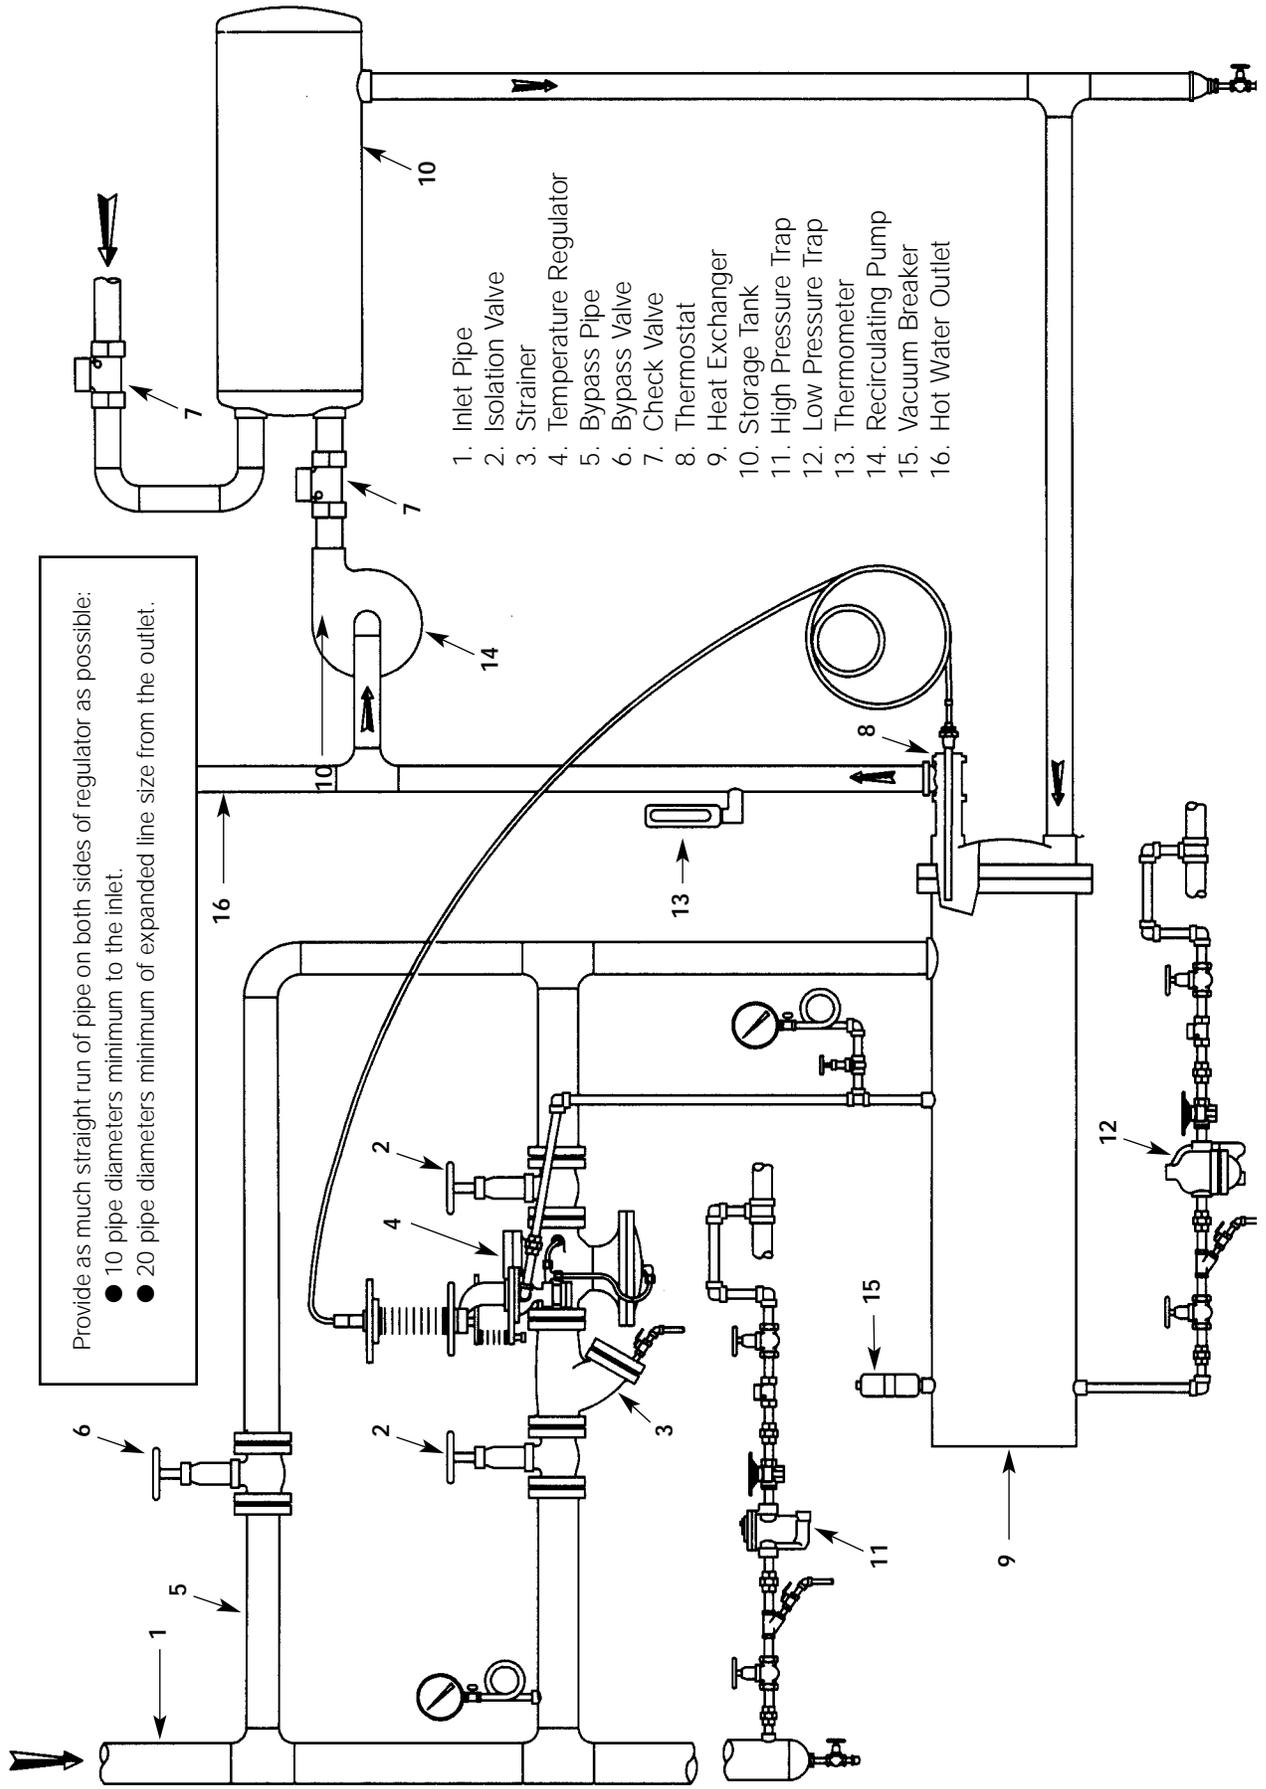 Provide as much straight run of pipe on both sides of regulator as possible:
● 10 pipe diameters minimum to the inlet.
● 20 pipe diameters minimum of expanded line size from the outlet.
1
5
6
2
3
4
2
16
10
14
7
7
10
13
8
11
15
12
9
1. Inlet Pipe
2. Isolation Valve
3. Strainer
4. Temperature Regulator
5. Bypass Pipe
6. Bypass Valve
7. Check Valve
8. Thermostat
9. Heat Exchanger
10. Storage Tank
11. High Pressure Trap
12. Low Pressure Trap
13. Thermometer
14. Recirculating Pump
15. Vacuum Breaker
16. Hot Water Outlet